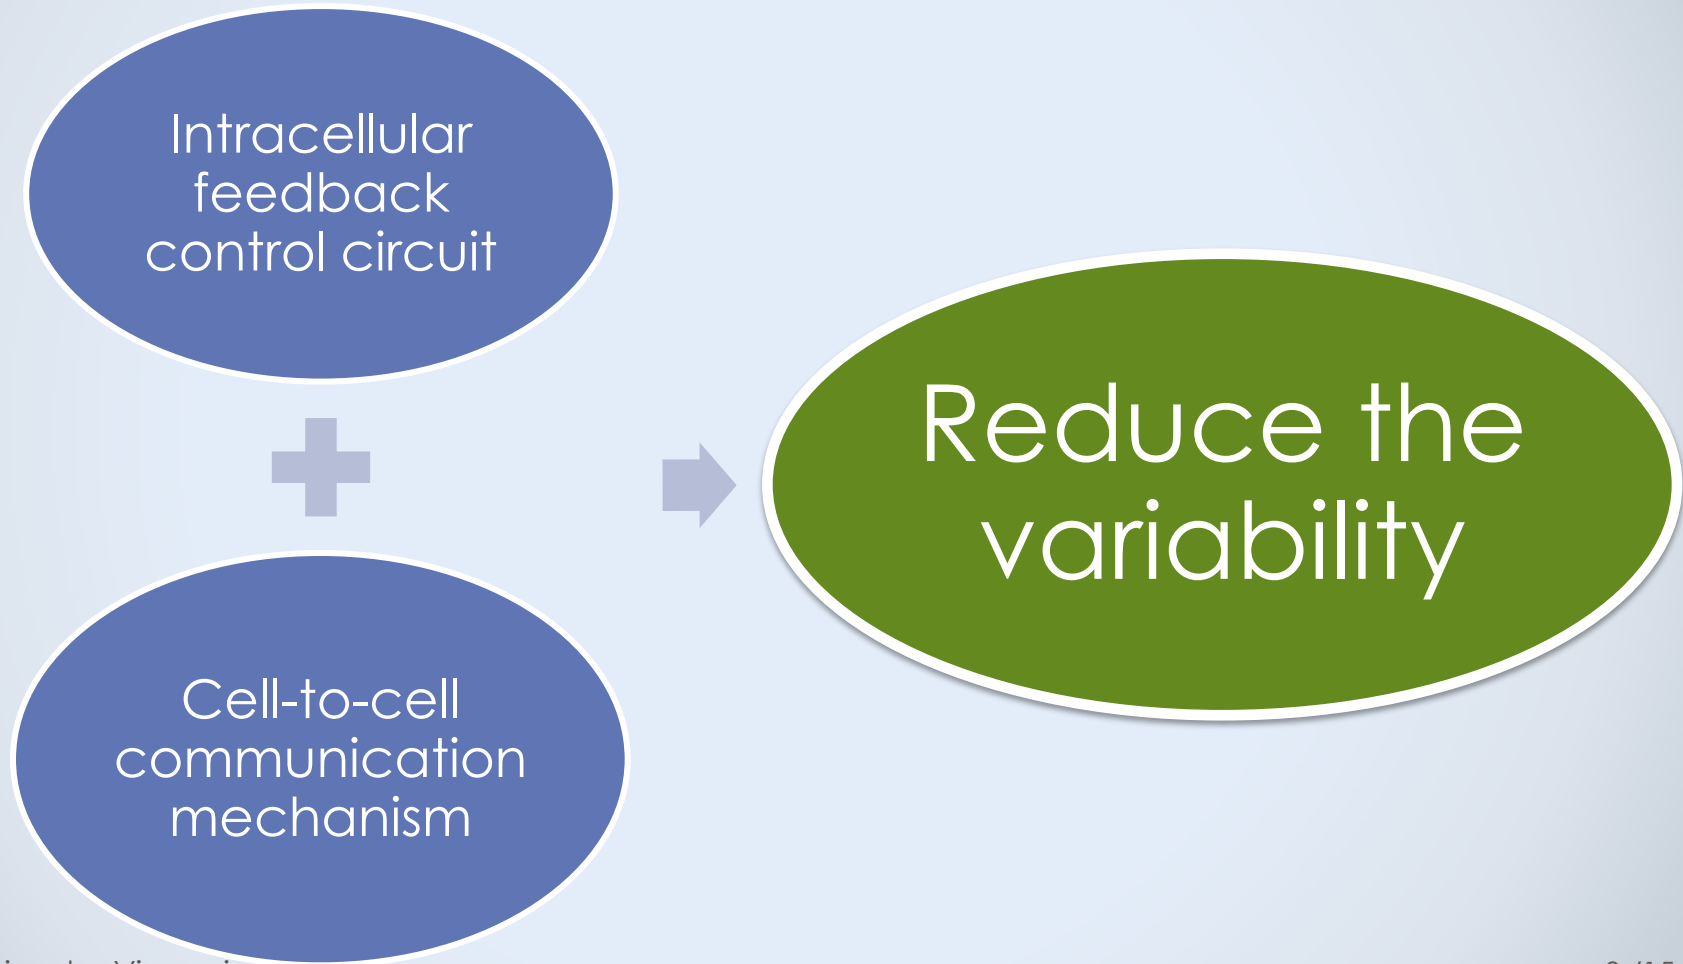 Intracellular
feedback
control circuit
Cell-to-cell
communication
mechanism
Reduce the
variability